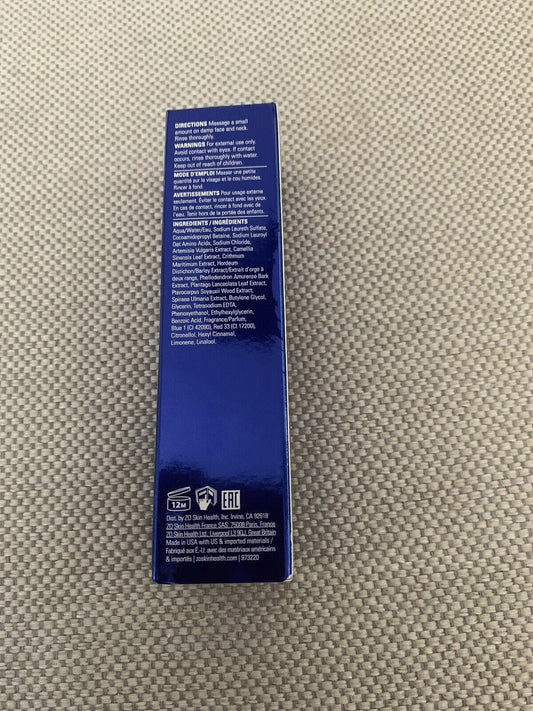 DIRECTIONS Massage a small
amount on damp face and neck.
Rinse thoroughly.
WARNINGS For external use only.
Avoid contact with eyes. If contact
occurs, rinse thoroughly with water.
Keep out of reach of children.
MODE D'EMPLOI Masser une petite
quantité sur le visage et le cou humides.
Rincer à fond.
AVERTISSEMENTS Pour usage externe
seulement. Éviter le contact avec les yeux.
En cas de contact, rincer à fond avec de
l'eau. Tenir hors de la portée des enfants.
INGREDIENTS / INGRÉDIENTS
Aqua/Water/Eau, Sodium Laureth Sulfate,
Cocamidopropyl Betaine, Sodium Lauroyl
Oat Amino Acids, Sodium Chloride,
Artemisia Vulgaris Extract, Camellia
Sinensis Leaf Extract, Crithmum
Maritimum Extract, Hordeum
Distichon/Barley Extract/Extrait d'orge à
deux rangs, Phellodendron Amurense Bark
Extract, Plantago Lanceolata Leaf Extract,
Pterocarpus Soyauxii Wood Extract,
Spiraea Ulmaria Extract, Butylene Glycol,
Glycerin, Tetrasodium EDTA,
Phenoxyethanol, Ethylhexylglycerin,
Benzoic Acid, Fragrance/Parfum,
Blue 1 (CI 42090), Red 33 (CI 17200),
Citronellol, Hexyl Cinnamal,
Limonene, Linalool.
12M
EAC
Dist. by ZO Skin Health, Inc. Irvine, CA 92618
ZO Skin Health France SAS; 75008 Paris, France
ZO Skin Health Ltd.; Liverpool L3 9QJ, Great Britain
Made in USA with US & imported materials /
Fabriqué aux É.-U. avec des matériaux américains
& importés | zoskinhealth.com | 973220